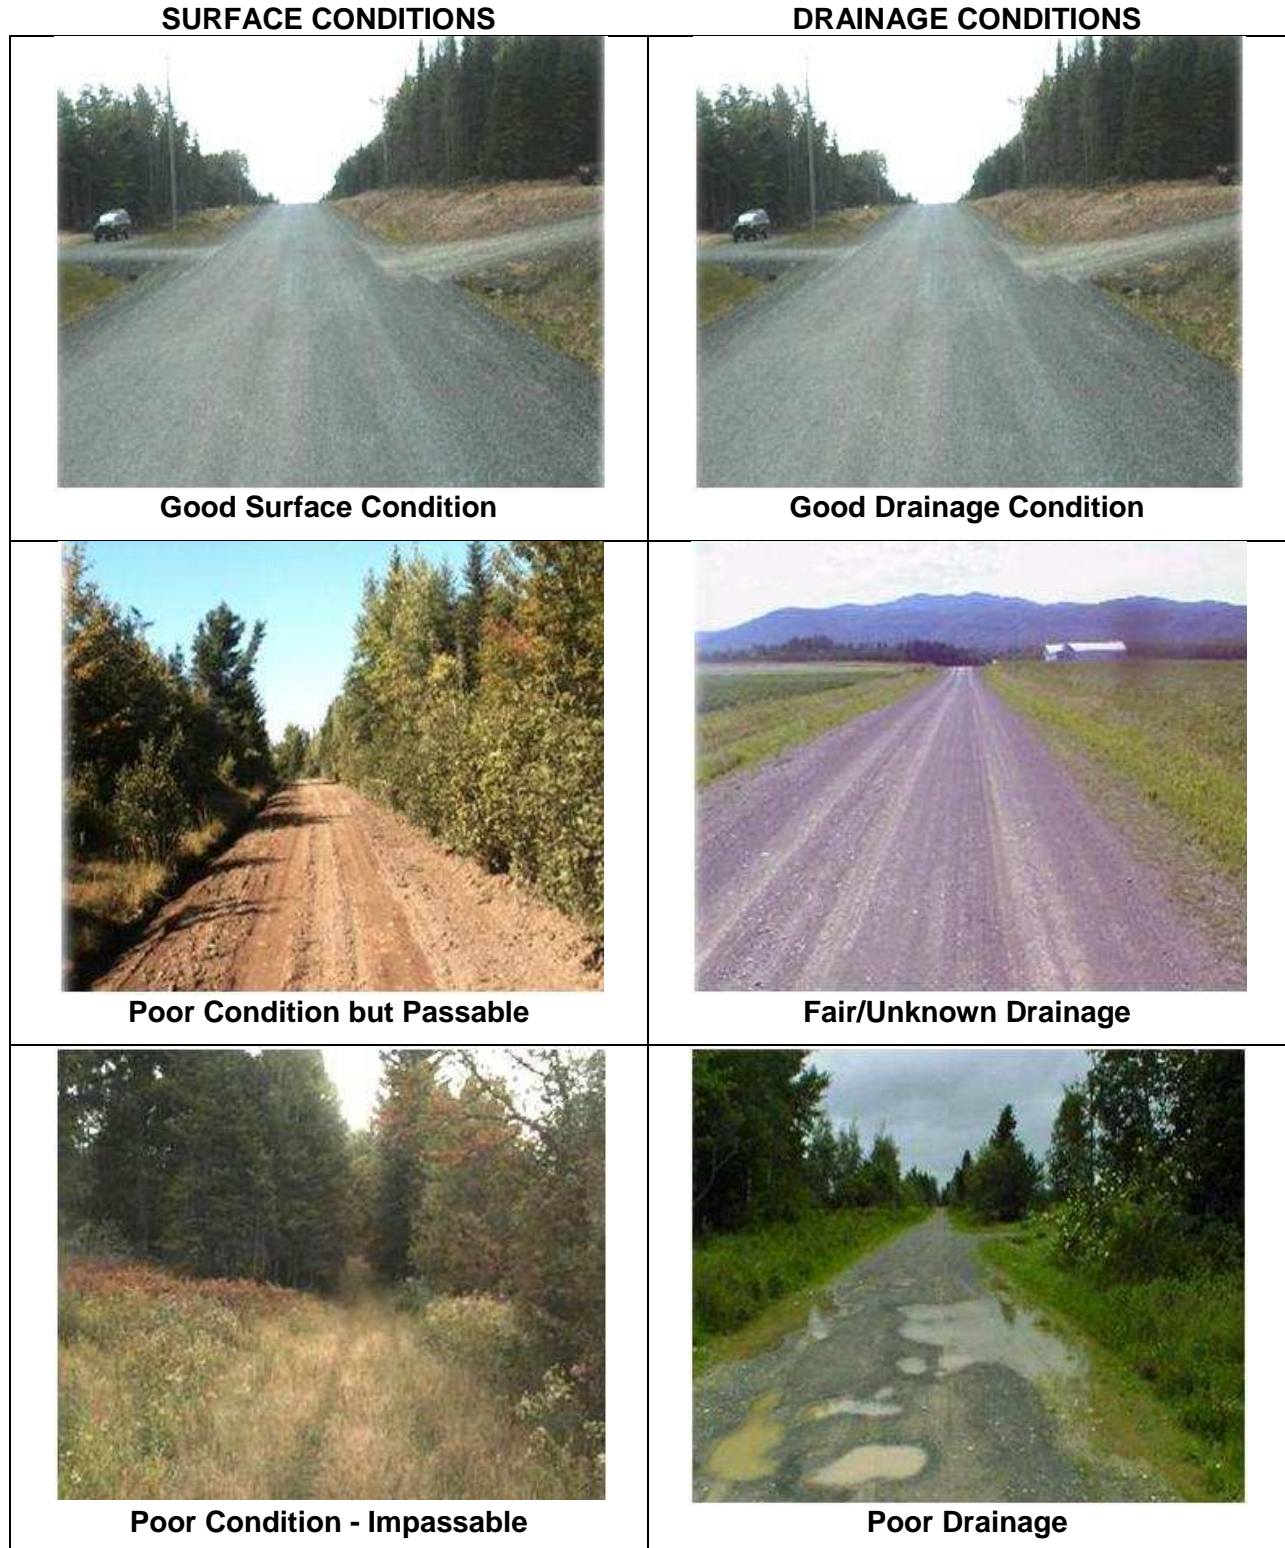 SURFACE CONDITIONS
DRAINAGE CONDITIONS
Good Surface Condition
Good Drainage Condition
Poor Condition but Passable
Fair/Unknown Drainage
Poor Condition - Impassable
Poor Drainage